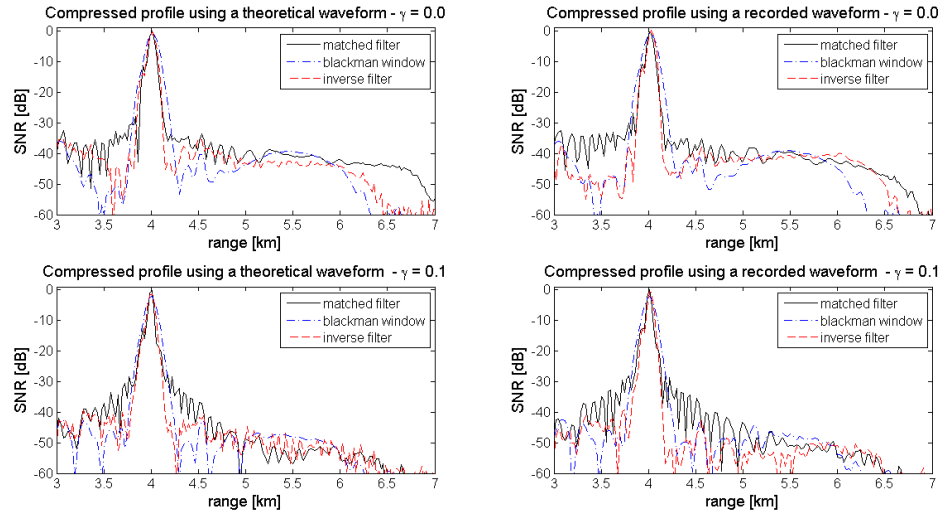 Compressed profile using a theoretical waveform - γ = 0.0
SNR [dB]
0
-10
-20
-30
-40
-50
-60
matched filter
blackman window
inverse filter
3 3.5 4 4.5 5 5.5 6 6.5 7
range [km]
Compressed profile using a recorded waveform - γ = 0.0
SNR [dB]
0
-10
-20
-30
-40
-50
-60
matched filter
blackman window
inverse filter
3 3.5 4 4.5 5 5.5 6 6.5 7
range [km]
Compressed profile using a theoretical waveform - γ = 0.1
SNR [dB]
0
-10
-20
-30
-40
-50
-60
matched filter
blackman window
inverse filter
3 3.5 4 4.5 5 5.5 6 6.5 7
range [km]
Compressed profile using a recorded waveform - γ = 0.1
SNR [dB]
0
-10
-20
-30
-40
-50
-60
matched filter
blackman window
inverse filter
3 3.5 4 4.5 5 5.5 6 6.5 7
range [km]